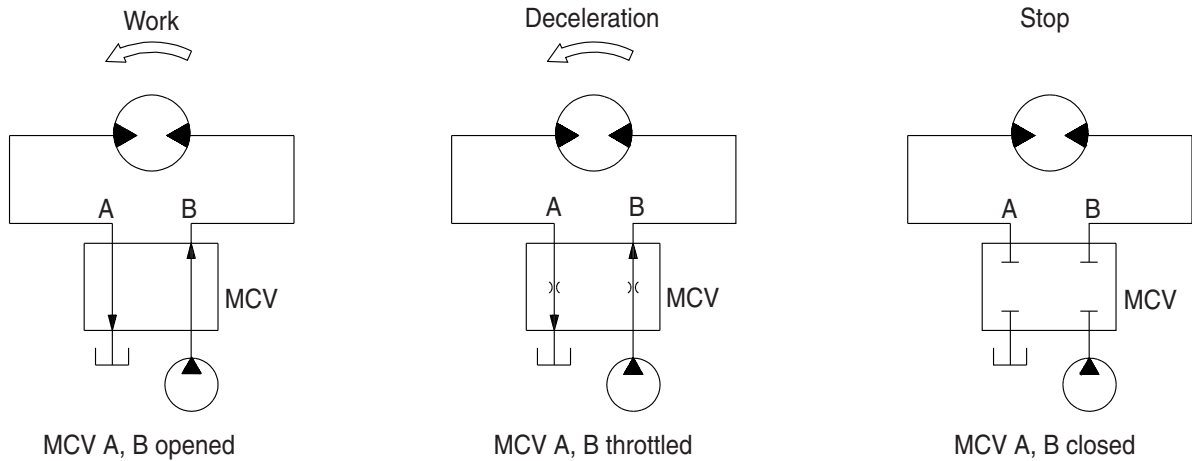 Work
A B
MCV
MCV A, B opened
Deceleration
A B
MCV
MCV A, B throttled
Stop
A B
MCV
MCV A, B closed